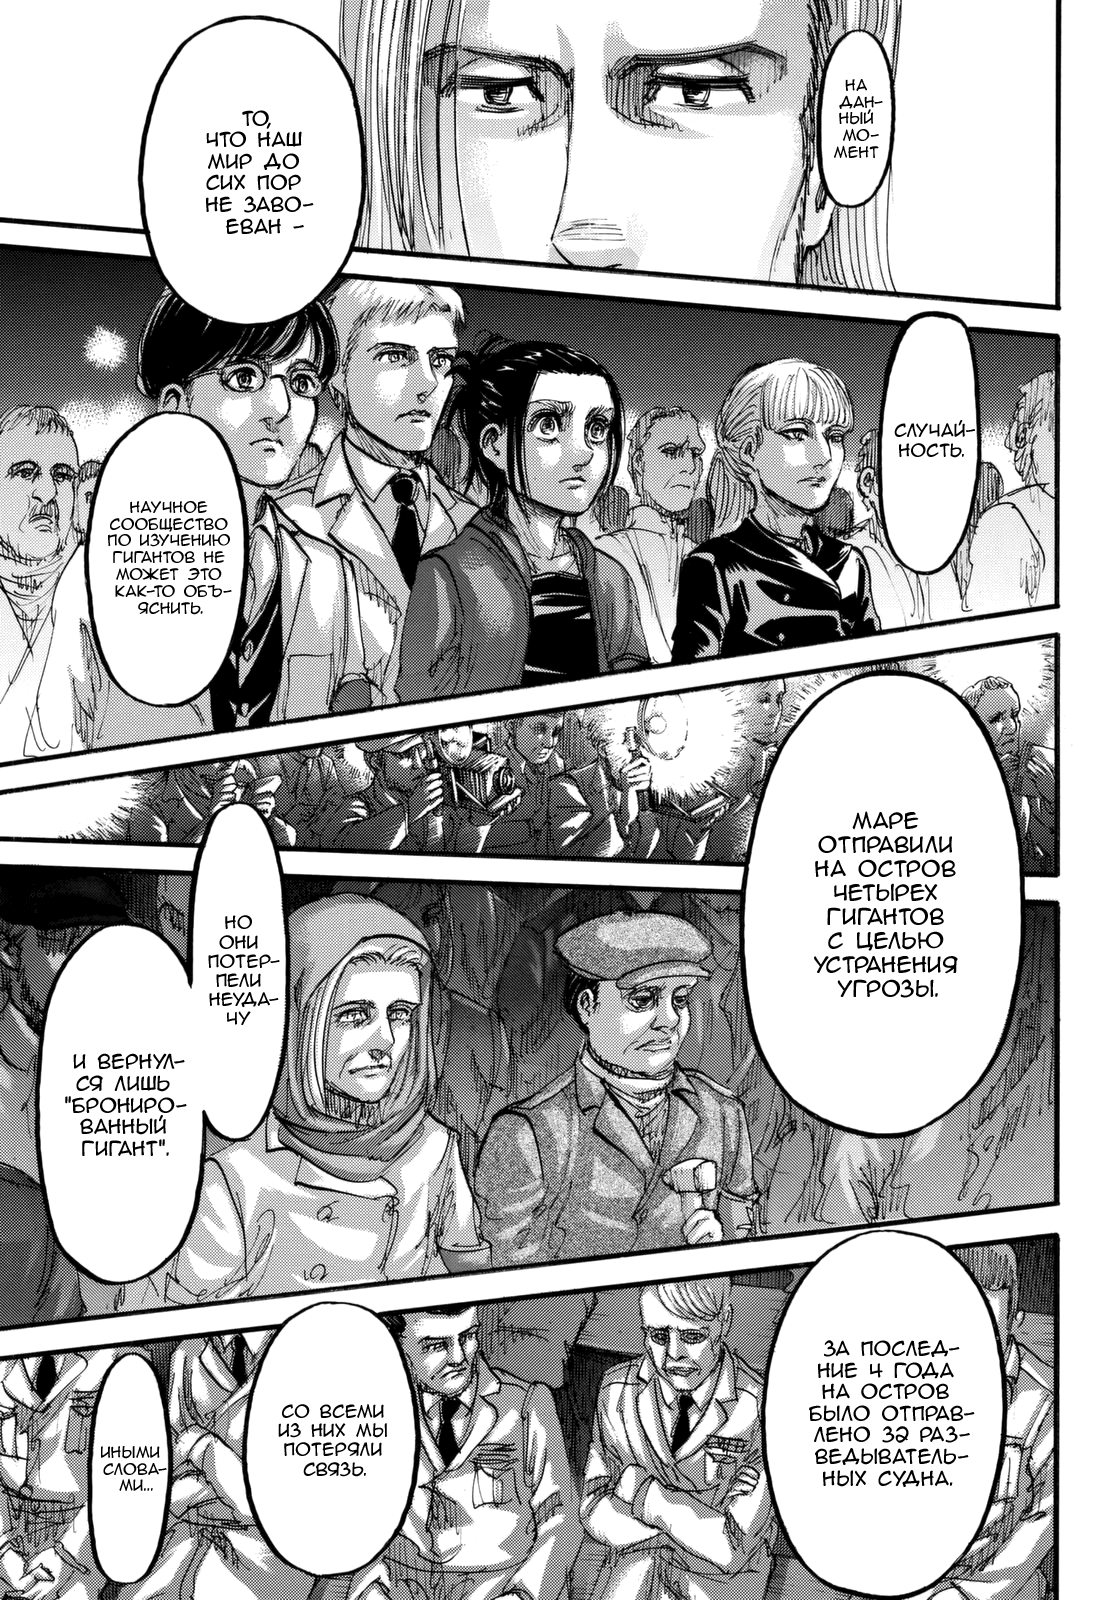 НА
ДАН-
НЫЙ
МО-
МЕНТ
ТО,
ЧТО НАШ
МИР ДО
СИХ ПОР
НЕ ЗАВО-
ЕВАН -
СЛУЧАЙ-
НОСТЬ.
НАУЧНОЕ
СООБЩЕСТВО
ПО ИЗУЧЕНИЮ
ГИГАНТОВ НЕ
МОЖЕТ ЭТО
КАК-ТО ОБЪ-
ЯСНИТЬ.
МАРЕ
ОТПРАВИЛИ
НА ОСТРОВ
ЧЕТЫРЕХ
ГИГАНТОВ
С ЦЕЛЬЮ
УСТРАНЕНИЯ
УГРОЗЫ.
НО
ОНИ
ПОТЕР-
ПЕЛИ
НЕУДА-
ЧУ
И ВЕРНУЛ-
СЯ ЛИШЬ
"БРОНИРО-
ВАННЫЙ
ГИГАНТ".
ЗА ПОСЛЕД-
НИЕ 4 ГОДА
НА ОСТРОВ
БЫЛО ОТПРАВ-
ЛЕНО 32 РАЗ-
ВЕДЫВАТЕЛЬ-
НЫХ СУДНА.
СО ВСЕМИ
ИЗ НИХ МЫ
ПОТЕРЯЛИ
СВЯЗЬ.
ИНЫМИ
СЛОВА-
МИ...